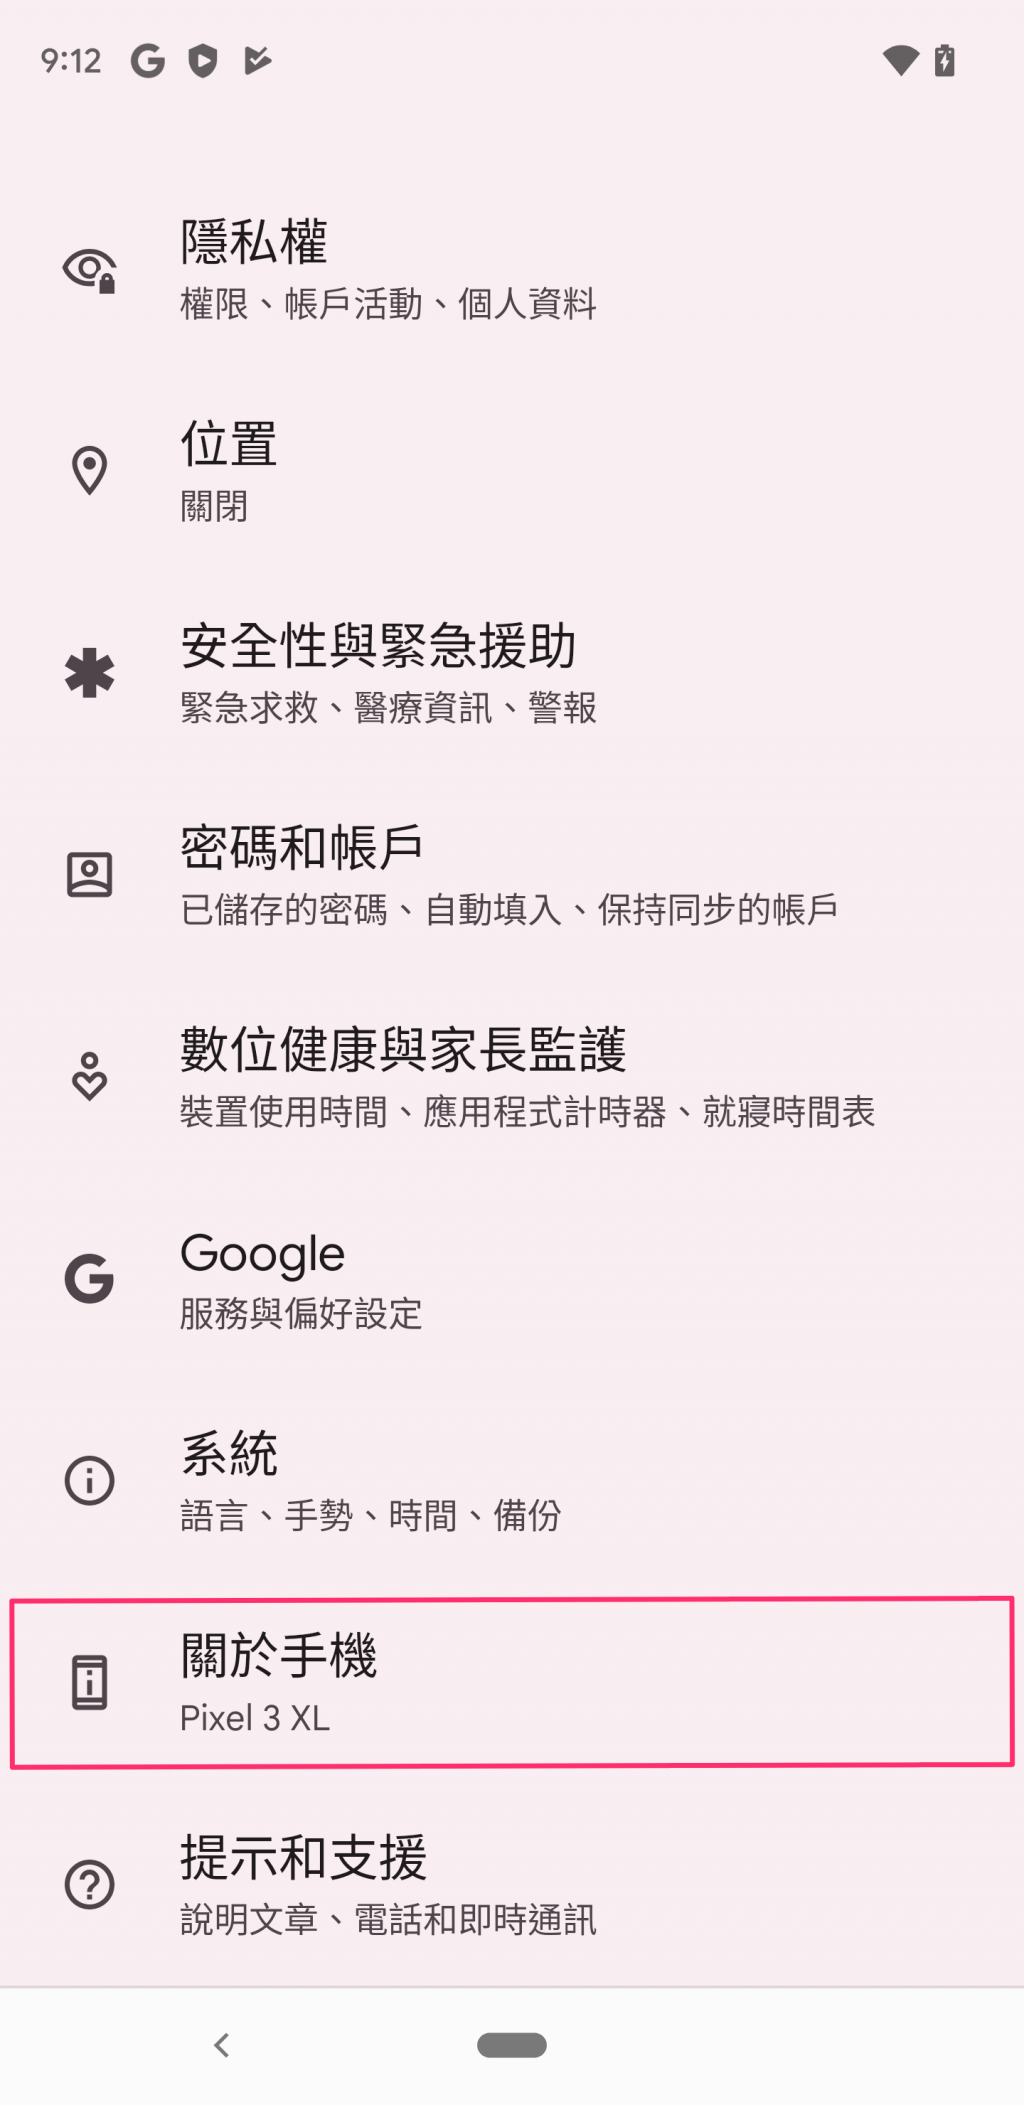 9:12
隱私權
權限、帳戶活動、個人資料
位置
關閉
安全性與緊急援助
緊急求救、醫療資訊、警報
密碼和帳戶
已儲存的密碼、自動填入、保持同步的帳戶
數位健康與家長監護
裝置使用時間、應用程式計時器、就寢時間表
Google
服務與偏好設定
系統
語言、手勢、時間、備份
關於手機
Pixel 3 XL
提示和支援
說明文章、電話和即時通訊